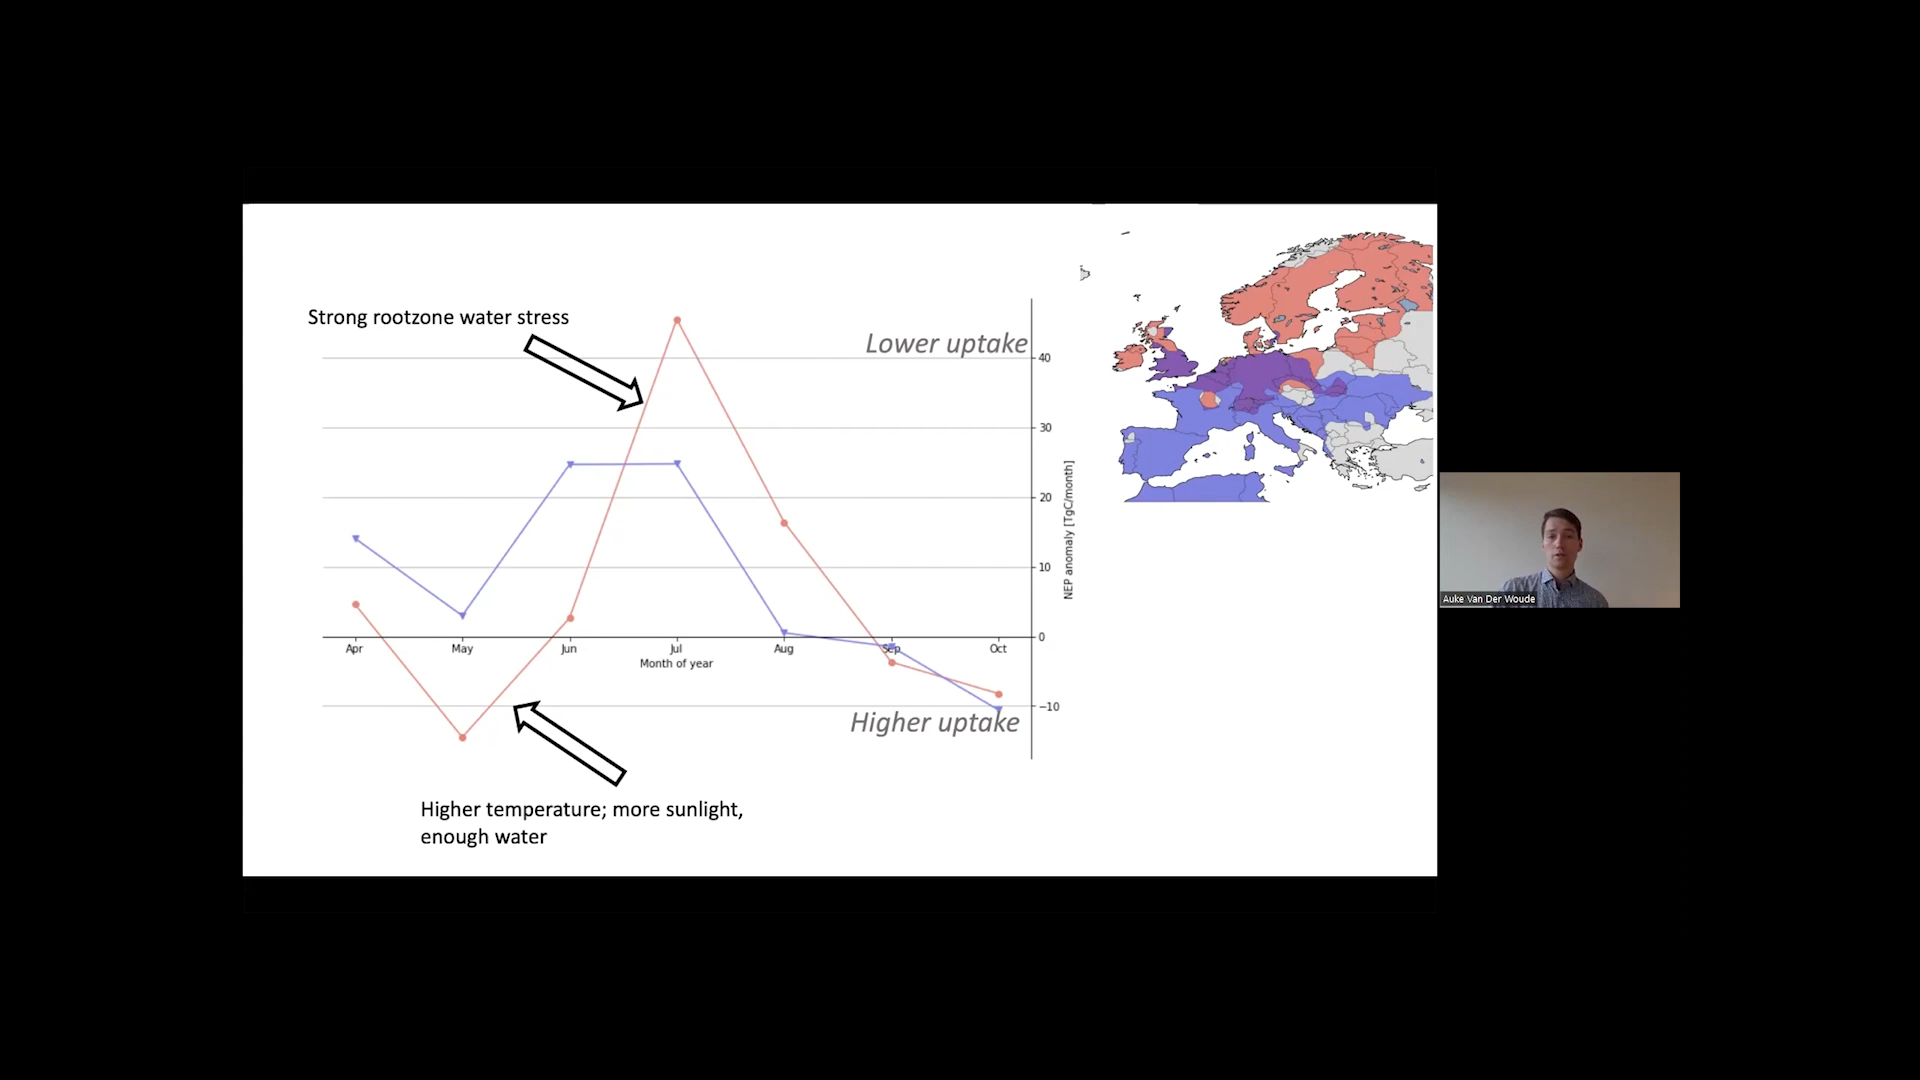 Strong rootzone water stress
Lower uptake
40
30
20
10
0
−10
NEP anomaly [TgC/month]
Apr
May
Jun
Jul
Aug
Sep
Oct
Month of year
Higher uptake
Higher temperature; more sunlight,
enough water
Auke Van Der Woude